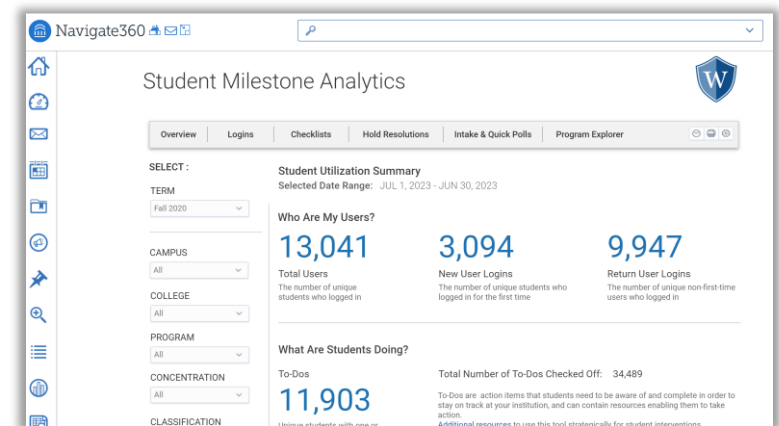 Navigate360
Student Milestone Analytics
W
Overview Logins Checklists Hold Resolutions Intake & Quick Polls Program Explorer
SELECT :
TERM
Fall 2020
CAMPUS
All
COLLEGE
All
PROGRAM
All
CONCENTRATION
All
CLASSIFICATION
Student Utilization Summary
Selected Date Range: JUL 1, 2023 - JUN 30, 2023
Who Are My Users?
13,041
Total Users
The number of unique
students who logged in
3,094
New User Logins
The number of unique students who
logged in for the first time
9,947
Return User Logins
The number of unique non-first-time
users who logged in
What Are Students Doing?
To-Dos
11,903
Unique students with one or
Total Number of To-Dos Checked Off: 34,489
To-Dos are action items that students need to be aware of and complete in order to
stay on track at your institution, and can contain resources enabling them to take
action.
Additional resources to use this tool strategically for student interventions